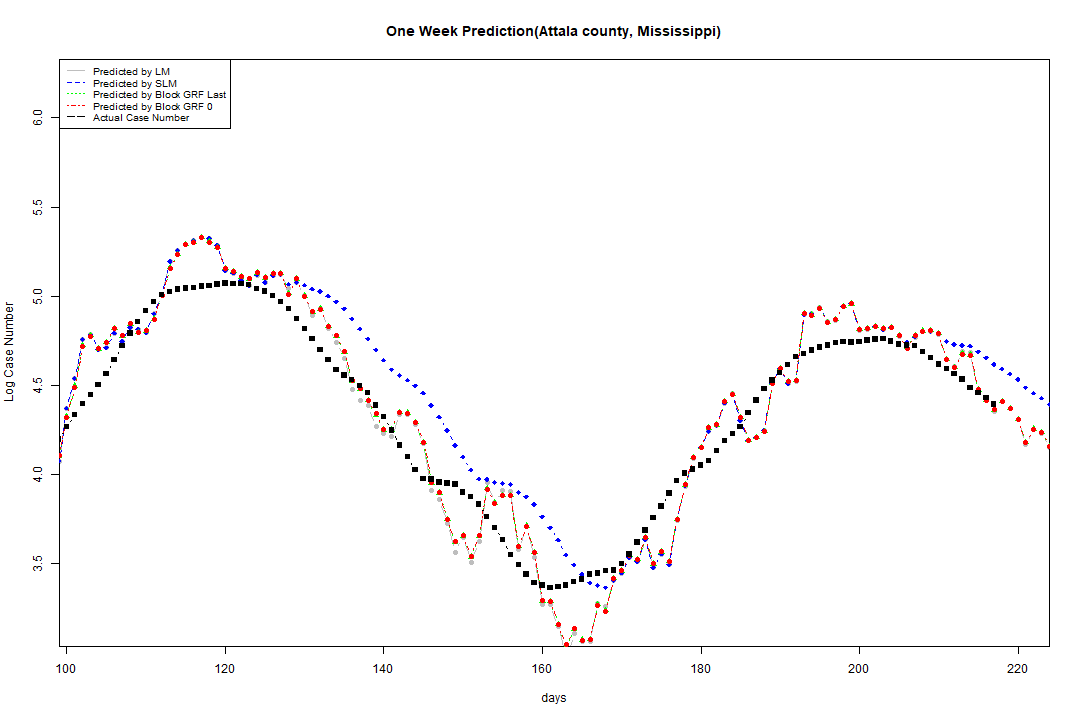 One Week Prediction(Attala county, Mississippi)
Predicted by LM
Predicted by SLM
Predicted by Block GRF Last
Predicted by Block GRF 0
Actual Case Number
Log Case Number
6.0
5.5
5.0
4.5
4.0
3.5
100 120 140 160 180 200 220
days